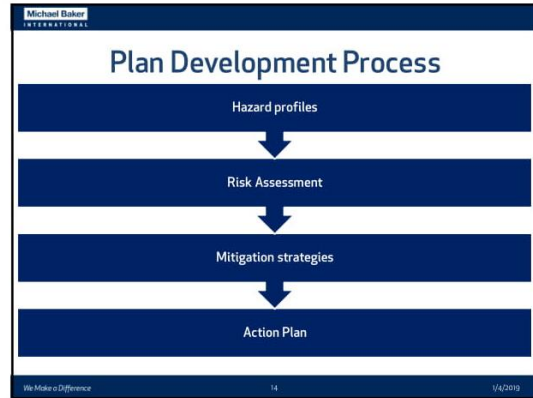 Michael Baker
INTERNATIONAL
Plan Development Process
Hazard profiles
Risk Assessment
Mitigation strategies
Action Plan
We Make a Difference 14 1/4/2019